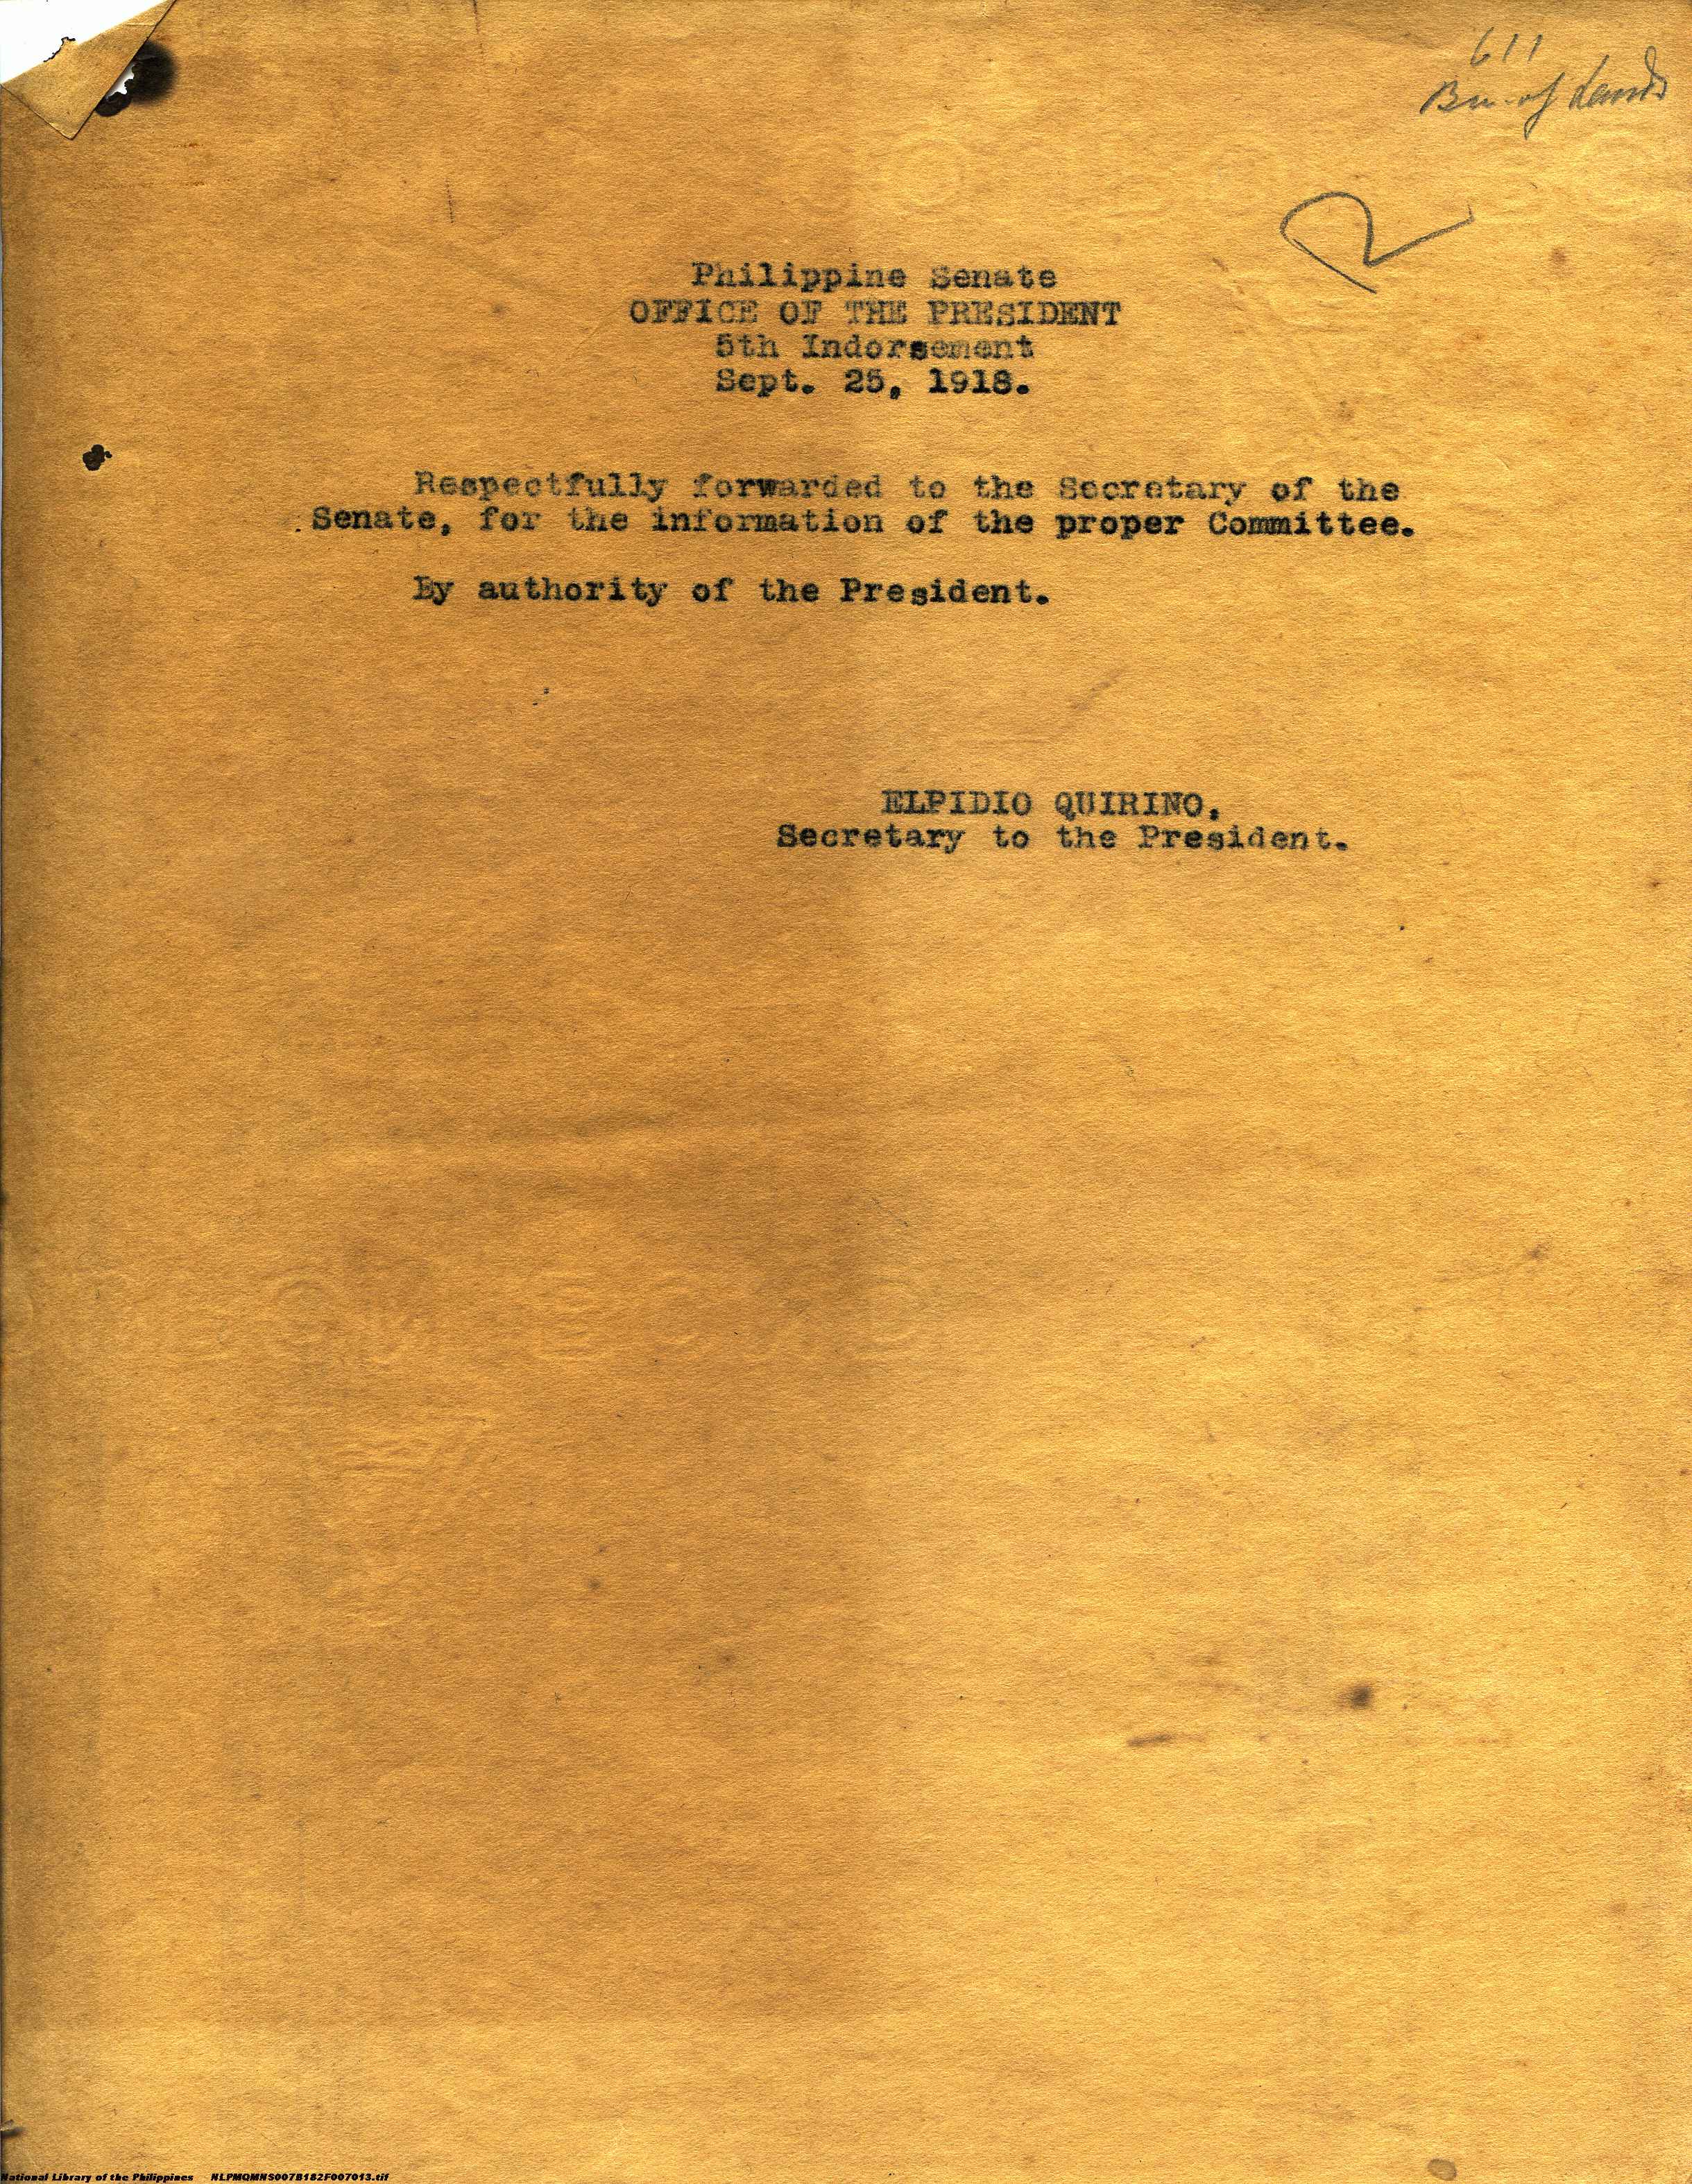 611
Bu. of Lands
Philippine Senate
OFFICE OF THE PRESIDENT
5th Indorsement
Sept. 25, 1918.
Respectfully forwarded to the Secretary of the
Senate, for the information of the proper Committee.
By authority of the President.
ELPIDIO QUIRINO,
Secretary to the President.
National Library of the Philippines NLPMQMNS007B182F007013.tif